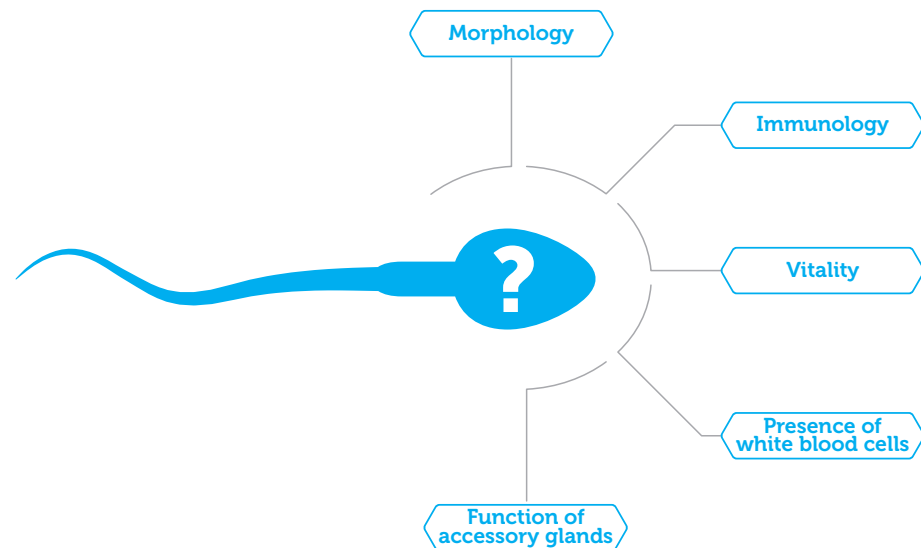 Morphology
Immunology
?
Vitality
Presence of
white blood cells
Function of
accessory glands